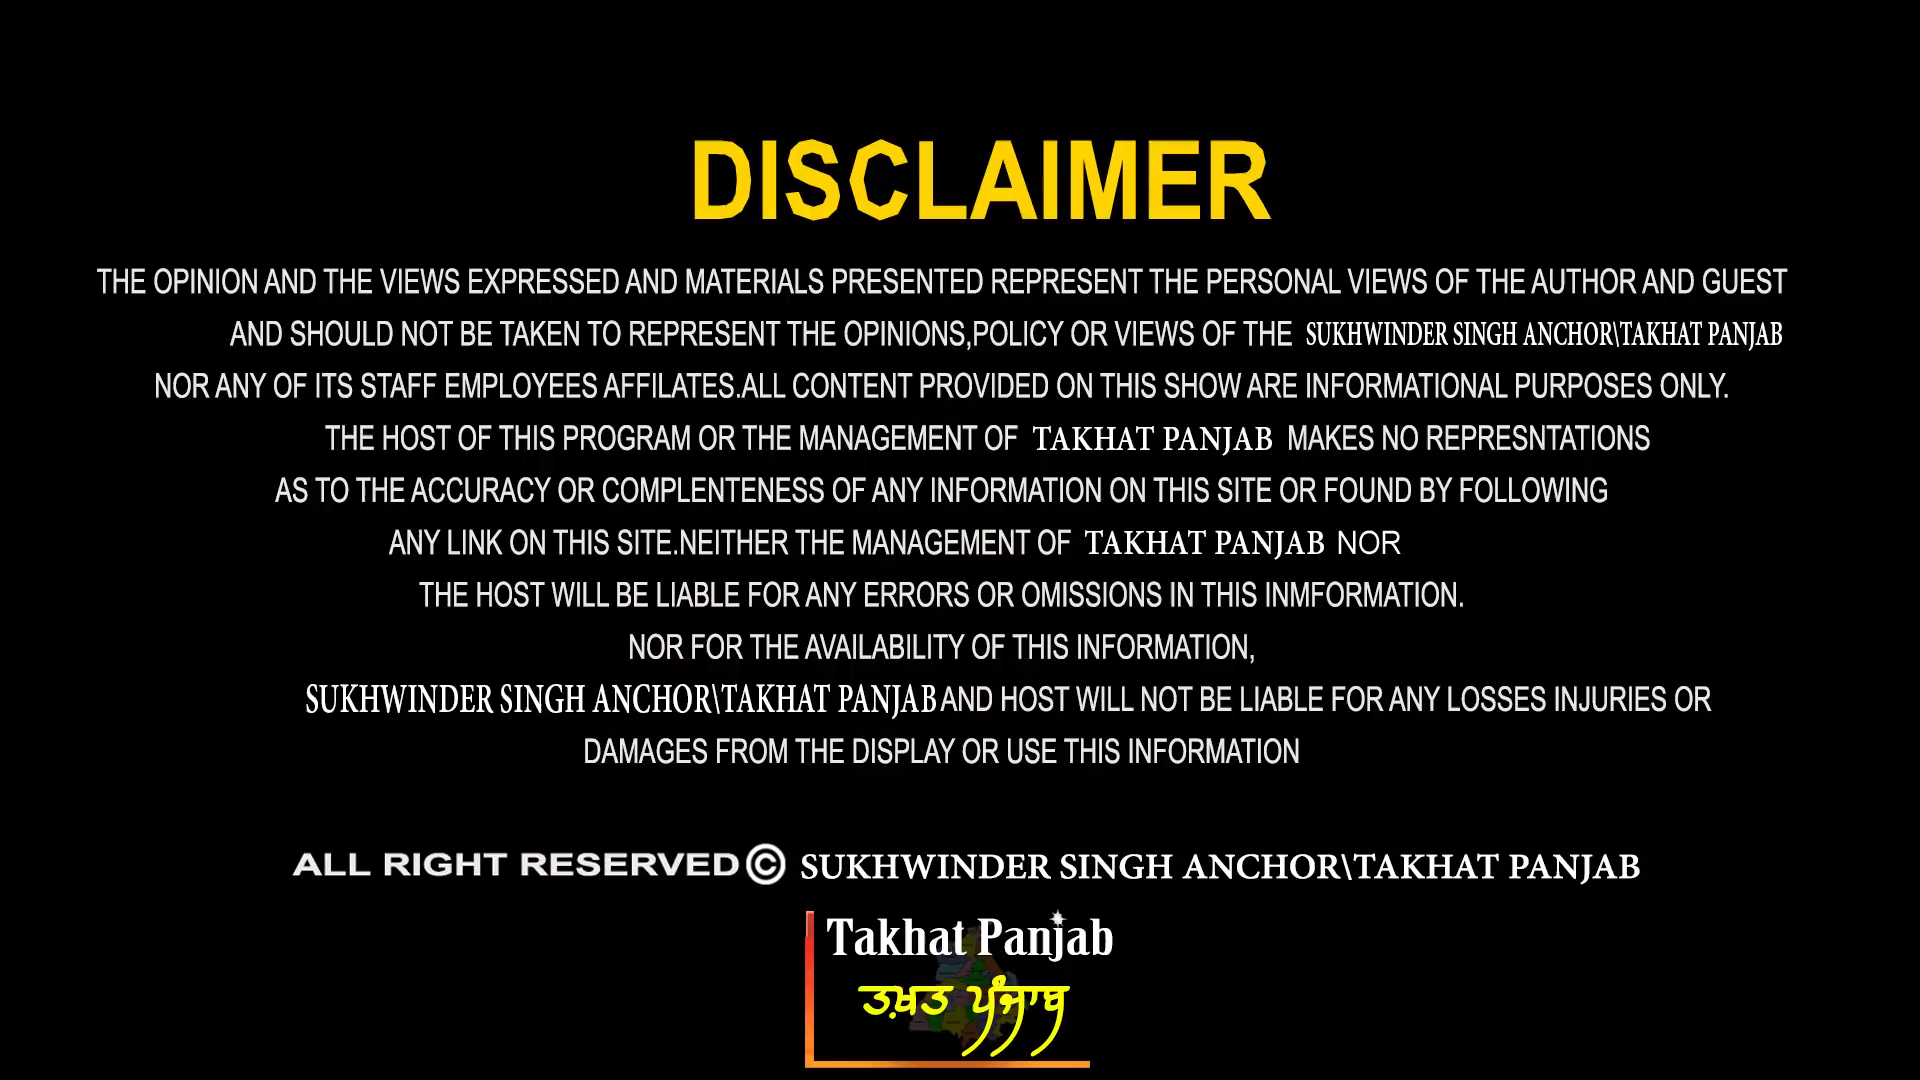 DISCLAIMER
THE OPINION AND THE VIEWS EXPRESSED AND MATERIALS PRESENTED REPRESENT THE PERSONAL VIEWS OF THE AUTHOR AND GUEST
AND SHOULD NOT BE TAKEN TO REPRESENT THE OPINIONS,POLICY OR VIEWS OF THE SUKHWINDER SINGH ANCHOR\TAKHAT PANJAB
NOR ANY OF ITS STAFF EMPLOYEES AFFILATES.ALL CONTENT PROVIDED ON THIS SHOW ARE INFORMATIONAL PURPOSES ONLY.
THE HOST OF THIS PROGRAM OR THE MANAGEMENT OF TAKHAT PANJAB MAKES NO REPRESNTATIONS
AS TO THE ACCURACY OR COMPLENTENESS OF ANY INFORMATION ON THIS SITE OR FOUND BY FOLLOWING
ANY LINK ON THIS SITE.NEITHER THE MANAGEMENT OF TAKHAT PANJAB NOR
THE HOST WILL BE LIABLE FOR ANY ERRORS OR OMISSIONS IN THIS INMFORMATION.
NOR FOR THE AVAILABILITY OF THIS INFORMATION,
SUKHWINDER SINGH ANCHOR\TAKHAT PANJAB AND HOST WILL NOT BE LIABLE FOR ANY LOSSES INJURIES OR
DAMAGES FROM THE DISPLAY OR USE THIS INFORMATION
ALL RIGHT RESERVED © SUKHWINDER SINGH ANCHOR\TAKHAT PANJAB
Takhat Panjab
ਤਖ਼ਤ ਪੰਜਾਬ